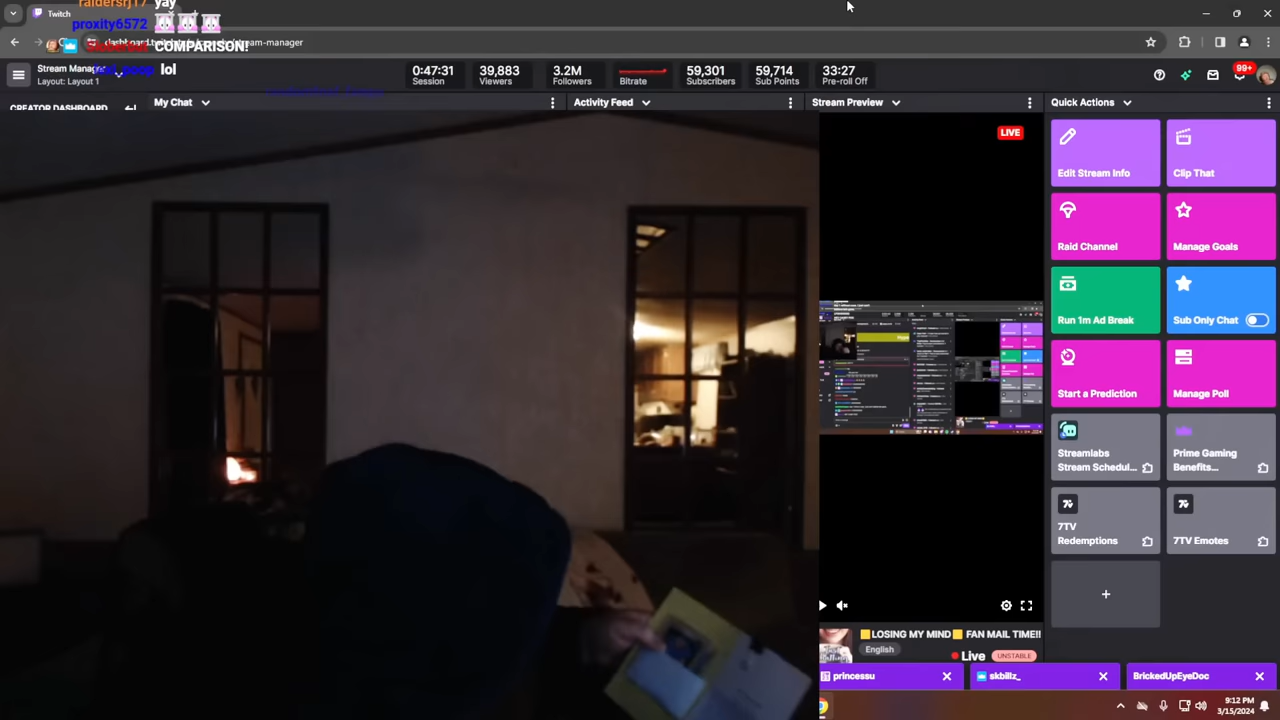 Twitch
raidersrj17 yay
proxity6572
COMPARISON!
lol
Stream Manager
Layout: Layout 1
0:47:31
Session
39,883
Viewers
3.2M
Followers
Bitrate
59,301
Subscribers
59,714
Sub Points
33:27
Pre-roll Off
99+
CREATOR DASHBOARD
My Chat
Activity Feed
Stream Preview
Quick Actions
LIVE
Edit Stream Info
Clip That
Raid Channel
Manage Goals
Run 1m Ad Break
Sub Only Chat
Start a Prediction
Manage Poll
Streamlabs
Stream Schedul...
Prime Gaming
Benefits...
7TV
Redemptions
7TV Emotes
LOSING MY MIND FAN MAIL TIME!!
English
Live
UNSTABLE
princessu
skbillz_
BrickedUpEyeDoc
9:12 PM
3/15/2024